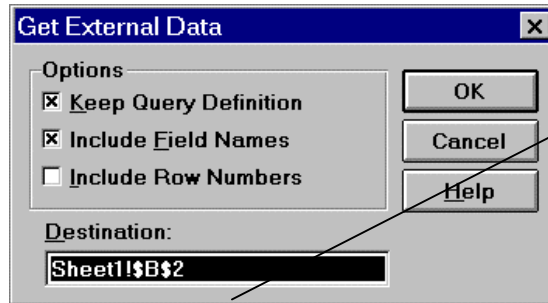 Get External Data
Options
Keep Query Definition
Include Field Names
Include Row Numbers
OK
Cancel
Help
Destination:
Sheet1!$B$2